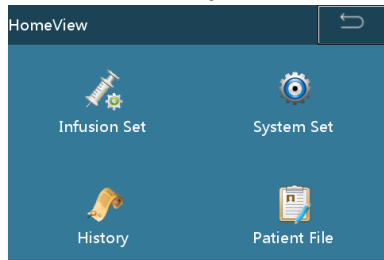 HomeView
Infusion Set
System Set
History
Patient File